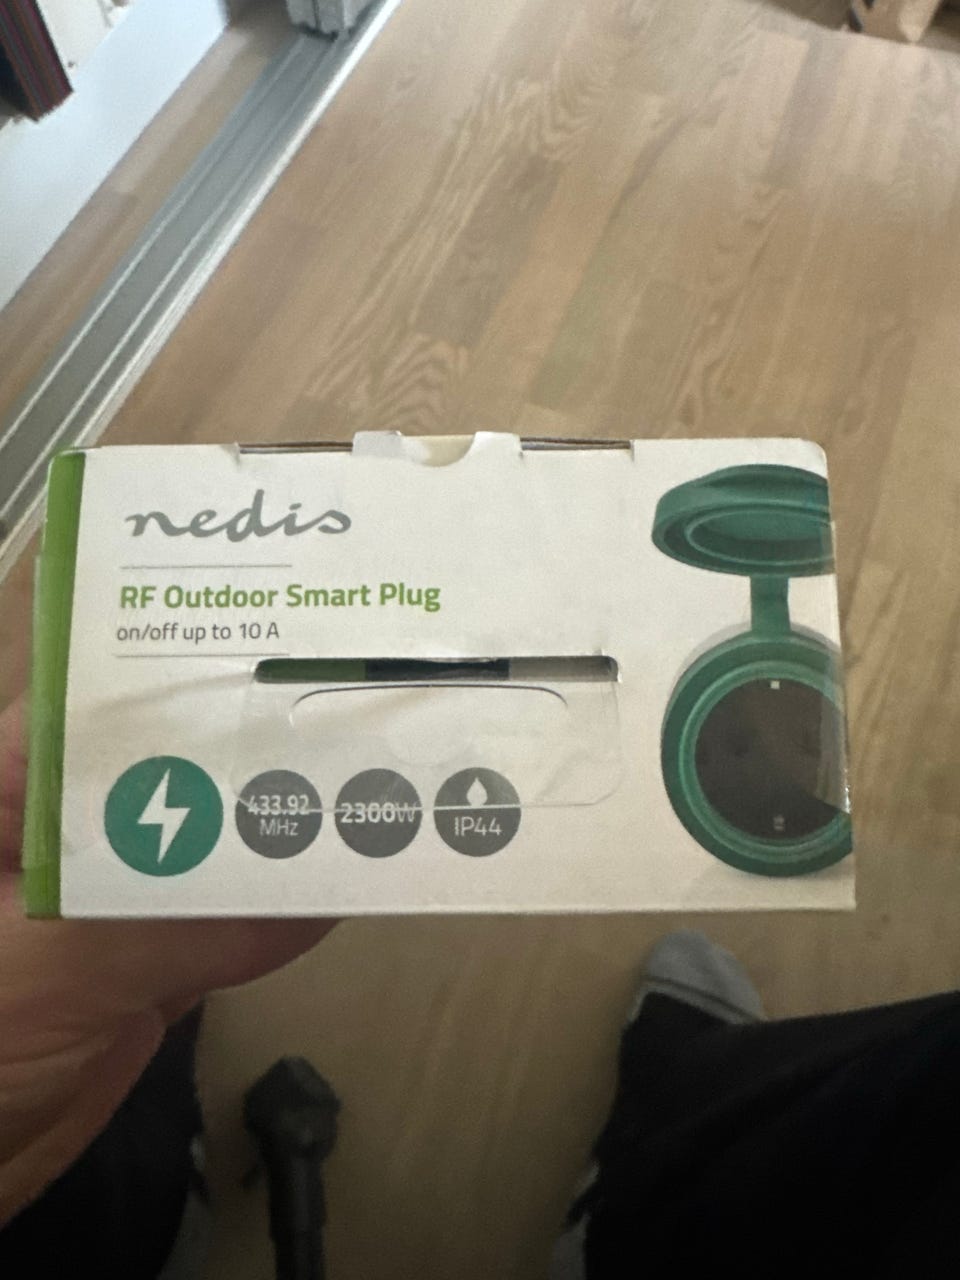 nedis
RF Outdoor Smart Plug
on/off up to 10 A
433.92
MHz
2300W
IP44